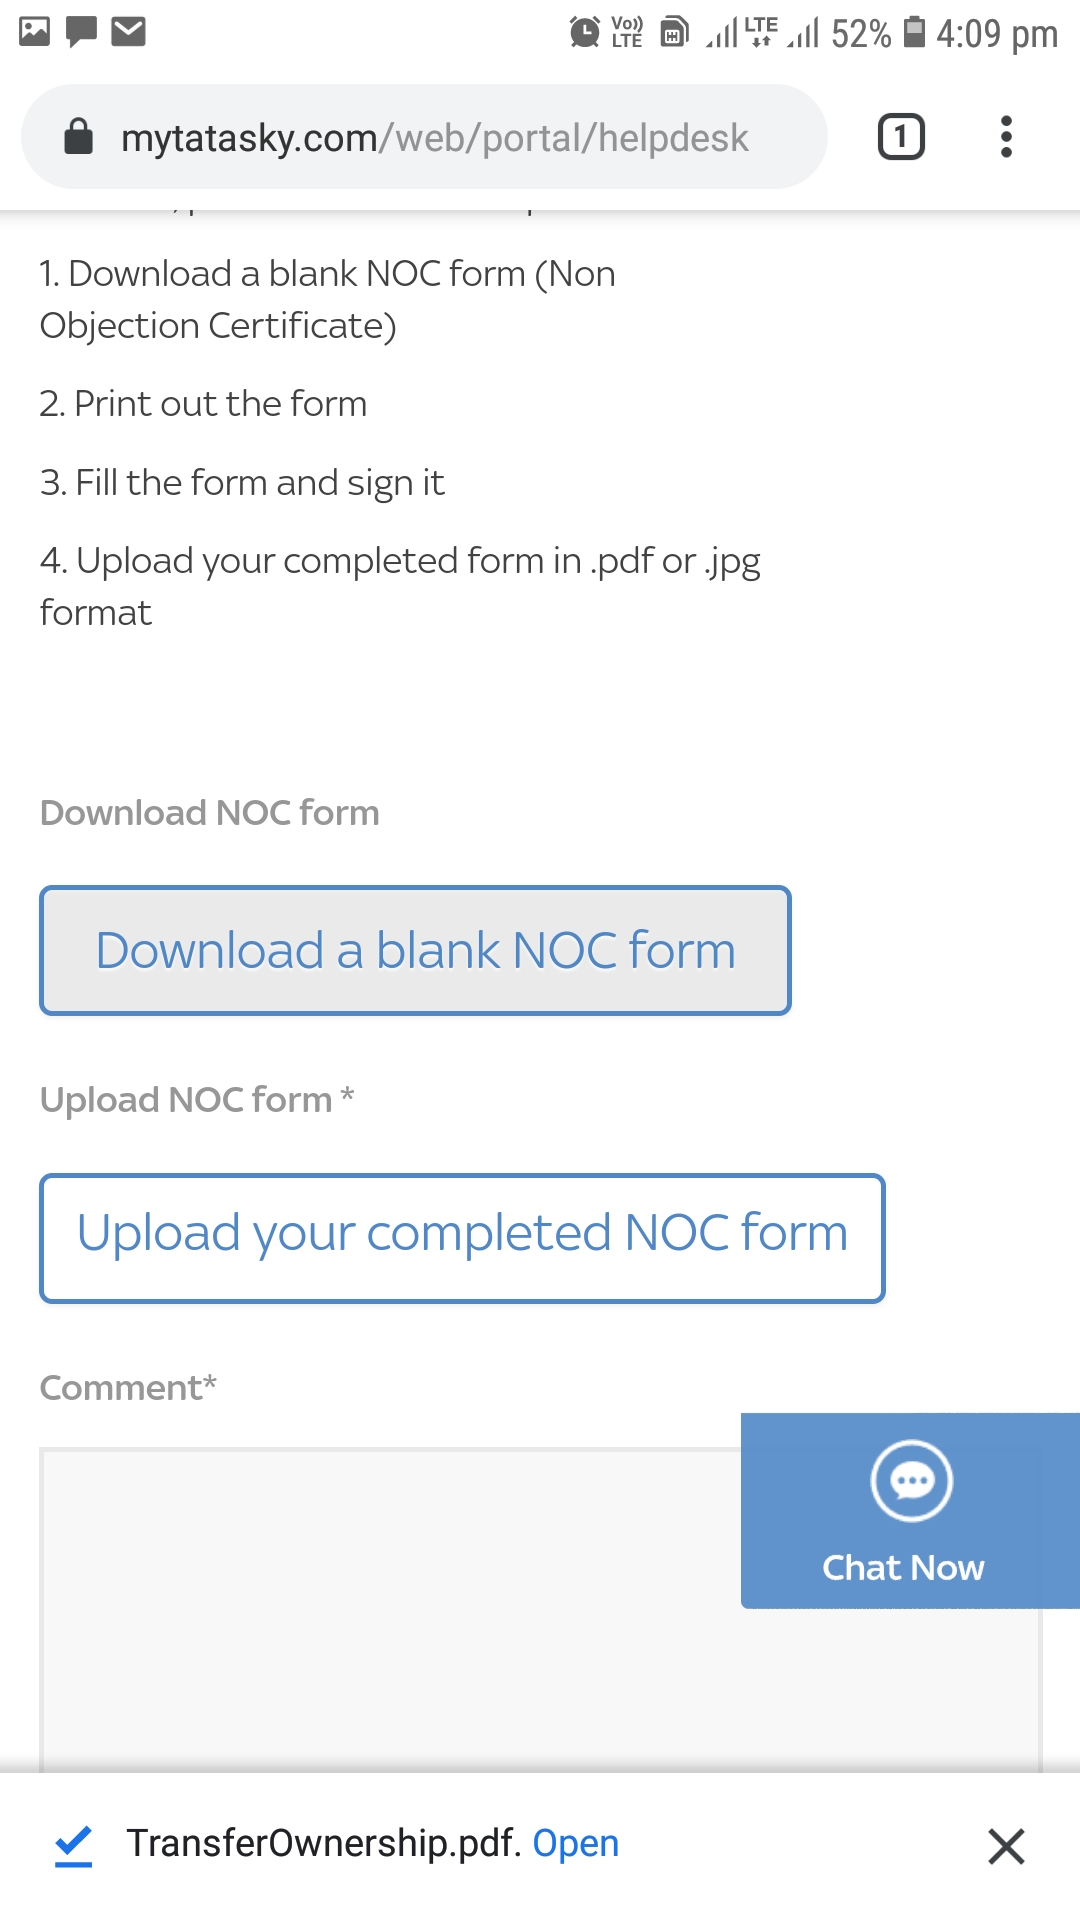 Vo)) LTE LTE 52% 4:09 pm
mytatasky.com/web/portal/helpdesk 1
1. Download a blank NOC form (Non
Objection Certificate)
2. Print out the form
3. Fill the form and sign it
4. Upload your completed form in .pdf or .jpg
format
Download NOC form
Download a blank NOC form
Upload NOC form *
Upload your completed NOC form
Comment*
Chat Now
TransferOwnership.pdf. Open